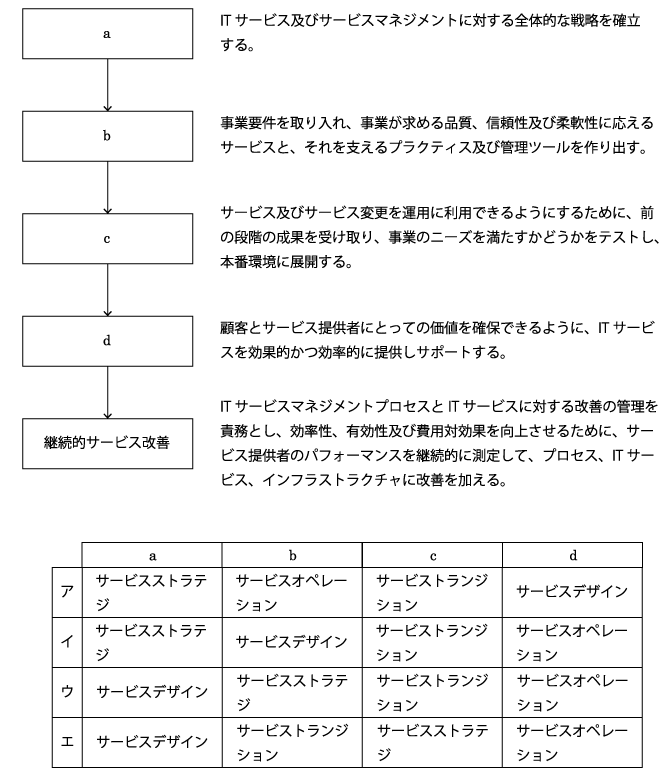 a
IT サービス及びサービスマネジメントに対する全体的な戦略を確立
する。
b
事業要件を取り入れ、事業が求める品質、信頼性及び柔軟性に応える
サービスと、それを支えるプラクティス及び管理ツールを作り出す。
c
サービス及びサービス変更を運用に利用できるようにするために、前
の段階の成果を受け取り、事業のニーズを満たすかどうかをテストし、
本番環境に展開する。
d
顧客とサービス提供者にとっての価値を確保できるように、IT サービ
スを効果的かつ効率的に提供しサポートする。
継続的サービス改善
IT サービスマネジメントプロセスと IT サービスに対する改善の管理を
責務とし、効率性、有効性及び費用対効果を向上させるために、サー
ビス提供者のパフォーマンスを継続的に測定して、プロセス、IT サー
ビス、インフラストラクチャに改善を加える。
a b c d
ア サービスストラテ
ジ サービスオペレー
ション サービストランジ
ション サービスデザイン
イ サービスストラテ
ジ サービスデザイン サービストランジ
ション サービスオペレー
ション
ウ サービスデザイン サービスストラテ
ジ サービストランジ
ション サービスオペレー
ション
エ サービスデザイン サービストランジ
ション サービスストラテ
ジ サービスオペレー
ション